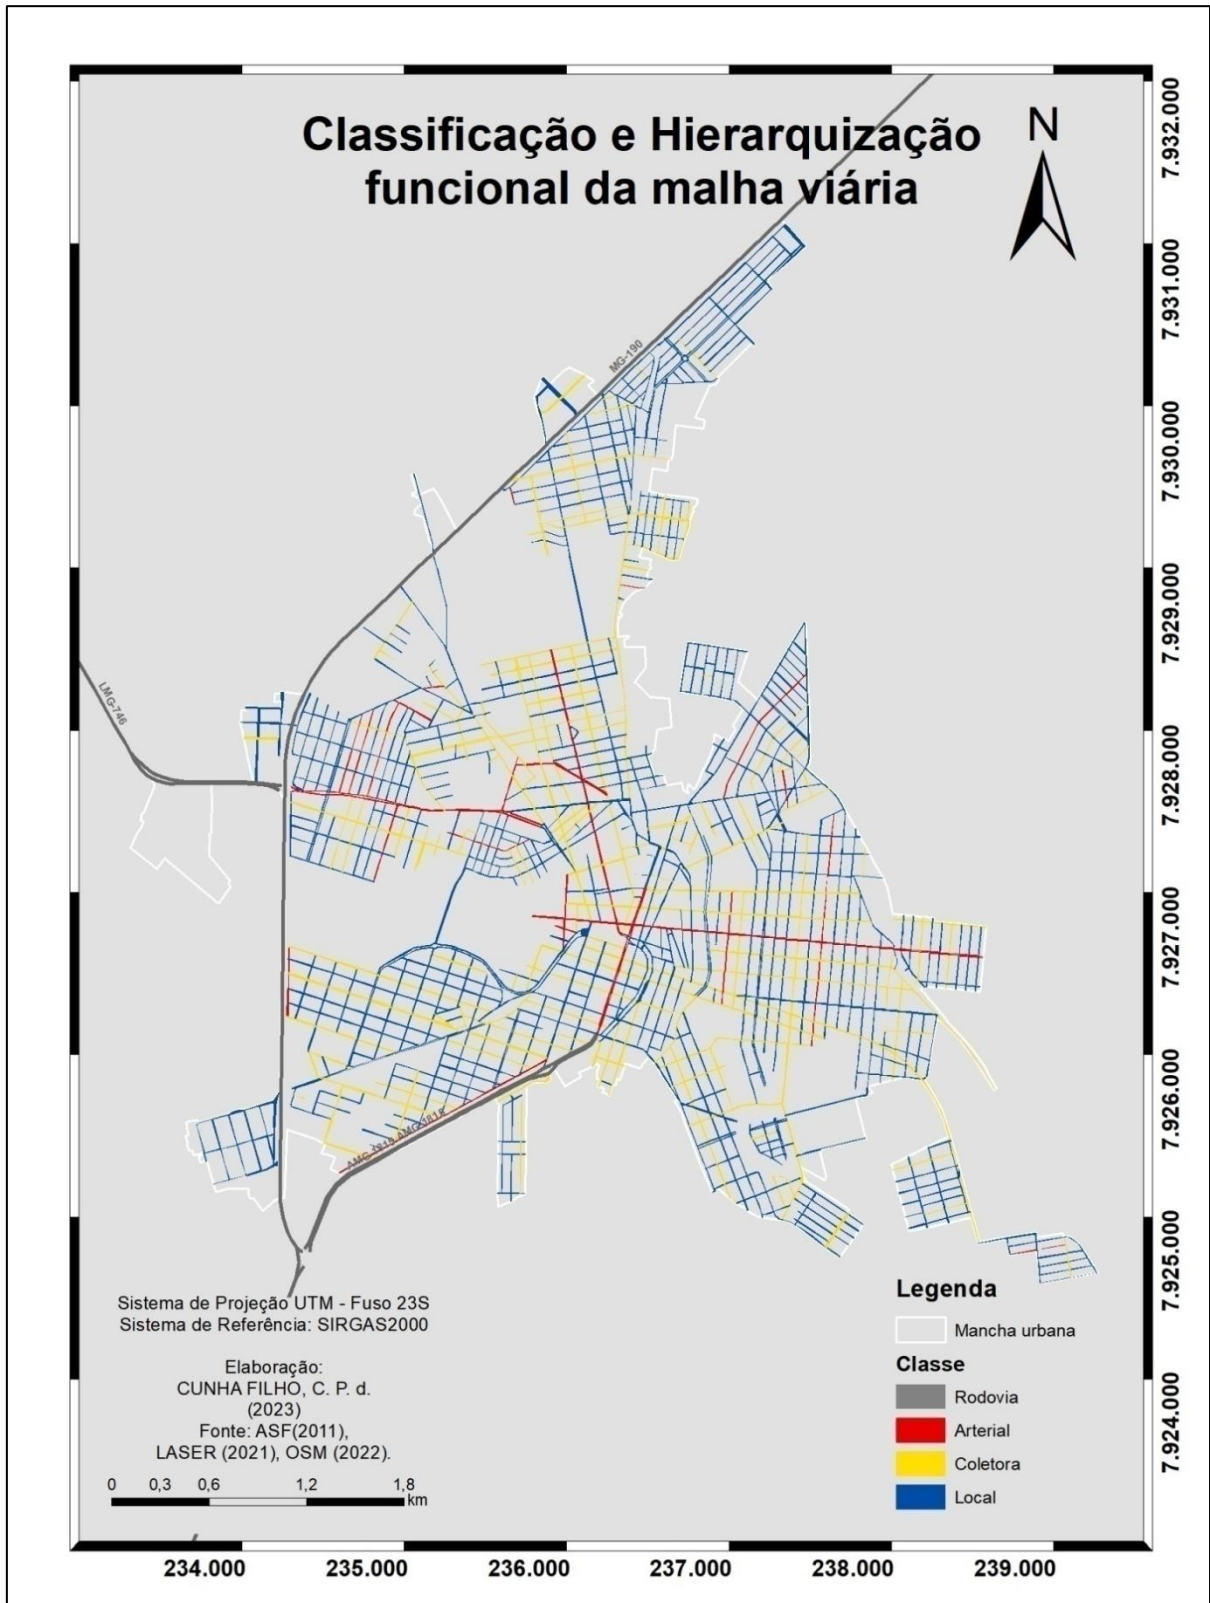 Classificação e Hierarquização
funcional da malha viária
N
7.932.000
7.931.000
7.930.000
7.929.000
7.928.000
7.927.000
7.926.000
7.925.000
7.924.000
MG-190
LMG-746
Sistema de Projeção UTM - Fuso 23S
Sistema de Referência: SIRGAS2000
Elaboração:
CUNHA FILHO, C. P. d.
(2023)
Fonte: ASF(2011),
LASER (2021), OSM (2022).
0 0,3 0,6 1,2 1,8
km
Legenda
Mancha urbana
Classe
Rodovia
Arterial
Coletora
Local
234.000 235.000 236.000 237.000 238.000 239.000